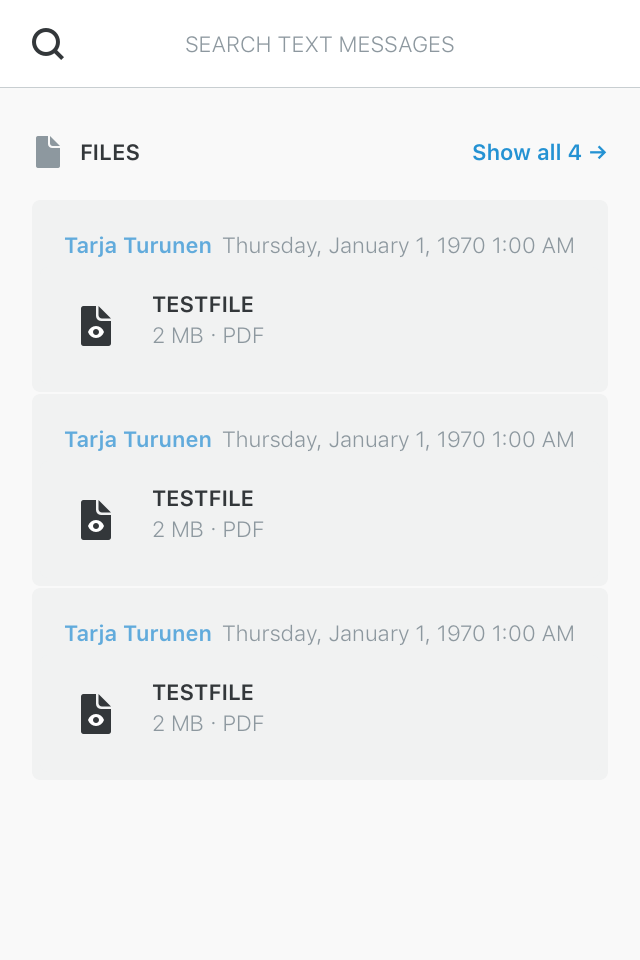 SEARCH TEXT MESSAGES
FILES Show all 4 →
Tarja Turunen Thursday, January 1, 1970 1:00 AM
TESTFILE
2 MB · PDF
Tarja Turunen Thursday, January 1, 1970 1:00 AM
TESTFILE
2 MB · PDF
Tarja Turunen Thursday, January 1, 1970 1:00 AM
TESTFILE
2 MB · PDF